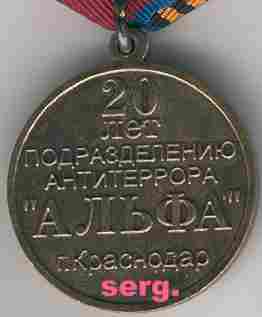 20
лет
ПОДРАЗДЕЛЕНИЮ
АНТИТЕРРОРА
"АЛЬФА"
г.Краснодар
serg.